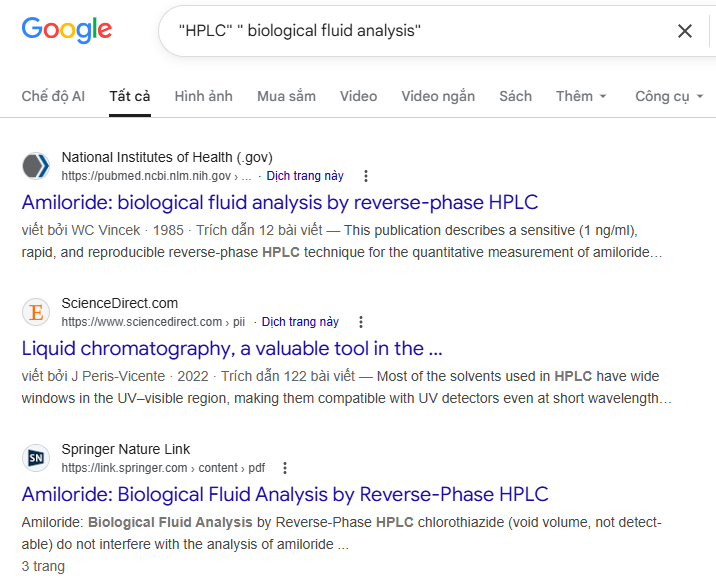 Google
"HPLC" " biological fluid analysis"
Chế độ AI Tất cả Hình ảnh Mua sắm Video Video ngắn Sách Thêm Công cụ
National Institutes of Health (.gov)
https://pubmed.ncbi.nlm.nih.gov › ... · Dịch trang này
Amiloride: biological fluid analysis by reverse-phase HPLC
viết bởi WC Vincek · 1985 · Trích dẫn 12 bài viết — This publication describes a sensitive (1 ng/ml),
rapid, and reproducible reverse-phase HPLC technique for the quantitative measurement of amiloride…
E
ScienceDirect.com
https://www.sciencedirect.com › pii · Dịch trang này
Liquid chromatography, a valuable tool in the ...
viết bởi J Peris-Vicente · 2022 · Trích dẫn 122 bài viết — Most of the solvents used in HPLC have wide
windows in the UV–visible region, making them compatible with UV detectors even at short wavelength…
SN
Springer Nature Link
https://link.springer.com › content › pdf
Amiloride: Biological Fluid Analysis by Reverse-Phase HPLC
Amiloride: Biological Fluid Analysis by Reverse-Phase HPLC chlorothiazide (void volume, not detect-
able) do not interfere with the analysis of amiloride ...
3 trang